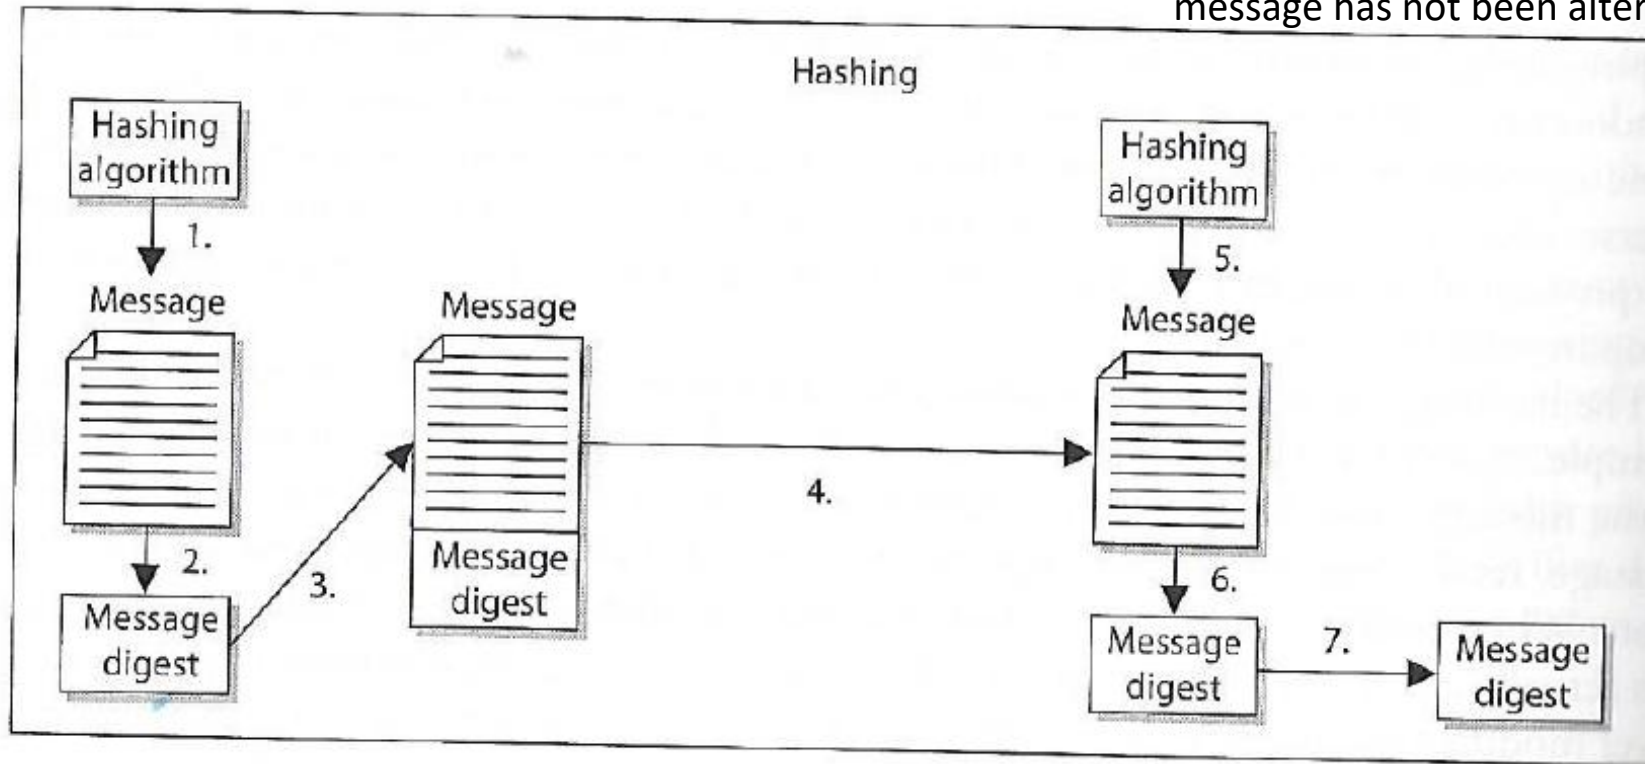 message has not been alter
Hashing
Hashing
algorithm
1.
Message
2.
Message
digest
3.
Message
Message
digest
4.
Hashing
algorithm
5.
Message
6.
Message
digest
7.
Message
digest